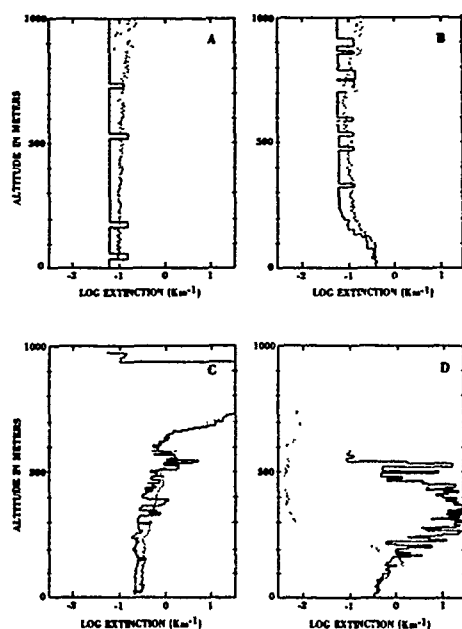 1000
A
500
0
-2
-1
0
1
ALTITUDE IN METERS
LOG EXTINCTION (Km-1)
1000
B
500
0
-2
-1
0
1
LOG EXTINCTION (Km-1)
1000
C
500
0
-2
-1
0
1
ALTITUDE IN METERS
LOG EXTINCTION (Km-1)
1000
D
500
0
-2
-1
0
1
LOG EXTINCTION (Km-1)